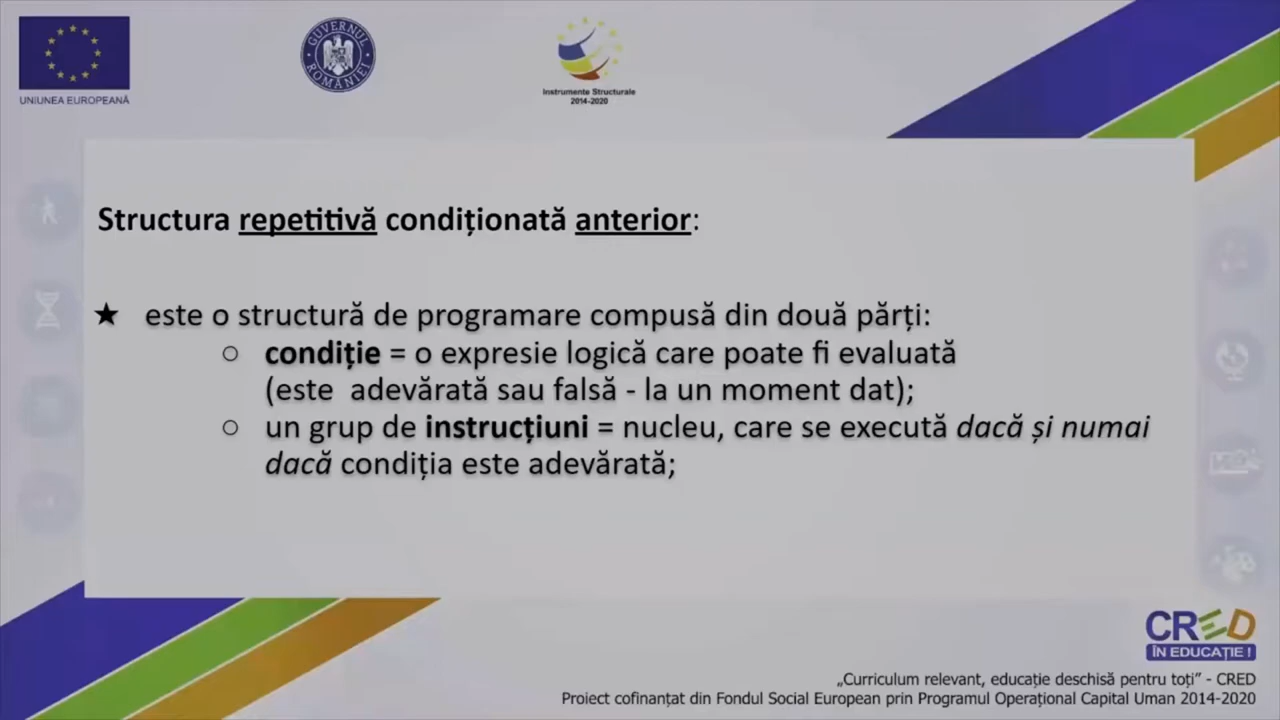 UNIUNEA EUROPEANĂ
GUVERNUL ROMÂNIEI
Instrumente Structurale
2014-2020
Structura repetitivă condiționată anterior:
★ este o structură de programare compusă din două părți:
○ condiție = o expresie logică care poate fi evaluată
(este adevărată sau falsă - la un moment dat);
○ un grup de instrucțiuni = nucleu, care se execută dacă și numai
dacă condiția este adevărată;
CRED
ÎN EDUCAȚIE !
„Curriculum relevant, educație deschisă pentru toți” - CRED
Proiect cofinanțat din Fondul Social European prin Programul Operațional Capital Uman 2014-2020